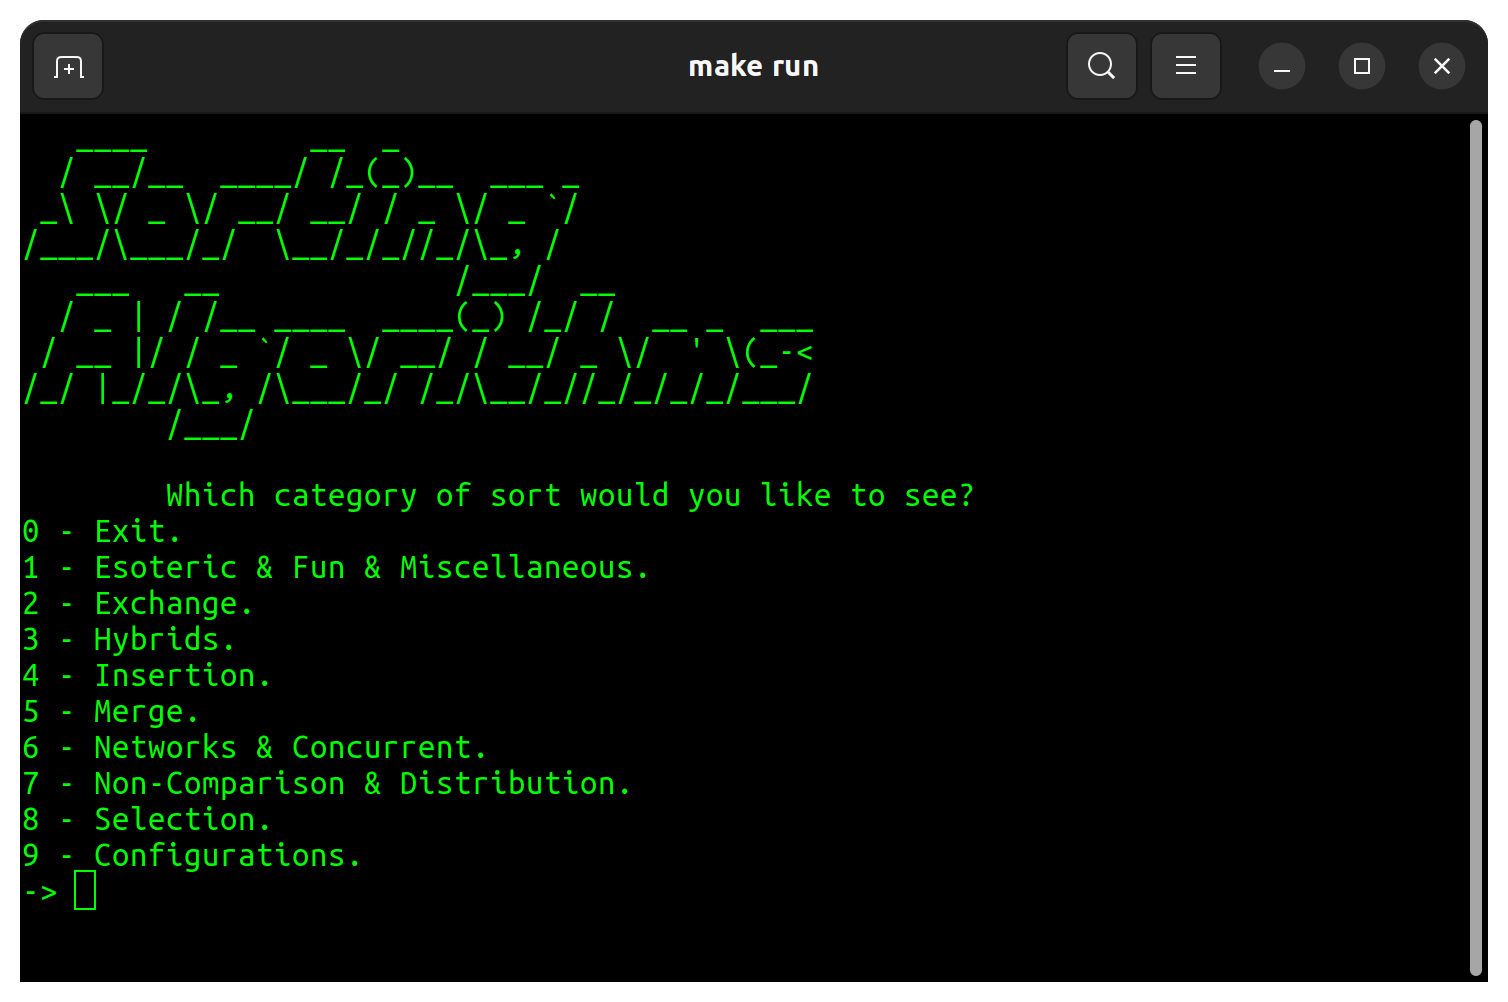 make run
Sorting
Algorithms
Which category of sort would you like to see?
0 - Exit.
1 - Esoteric & Fun & Miscellaneous.
2 - Exchange.
3 - Hybrids.
4 - Insertion.
5 - Merge.
6 - Networks & Concurrent.
7 - Non-Comparison & Distribution.
8 - Selection.
9 - Configurations.
->